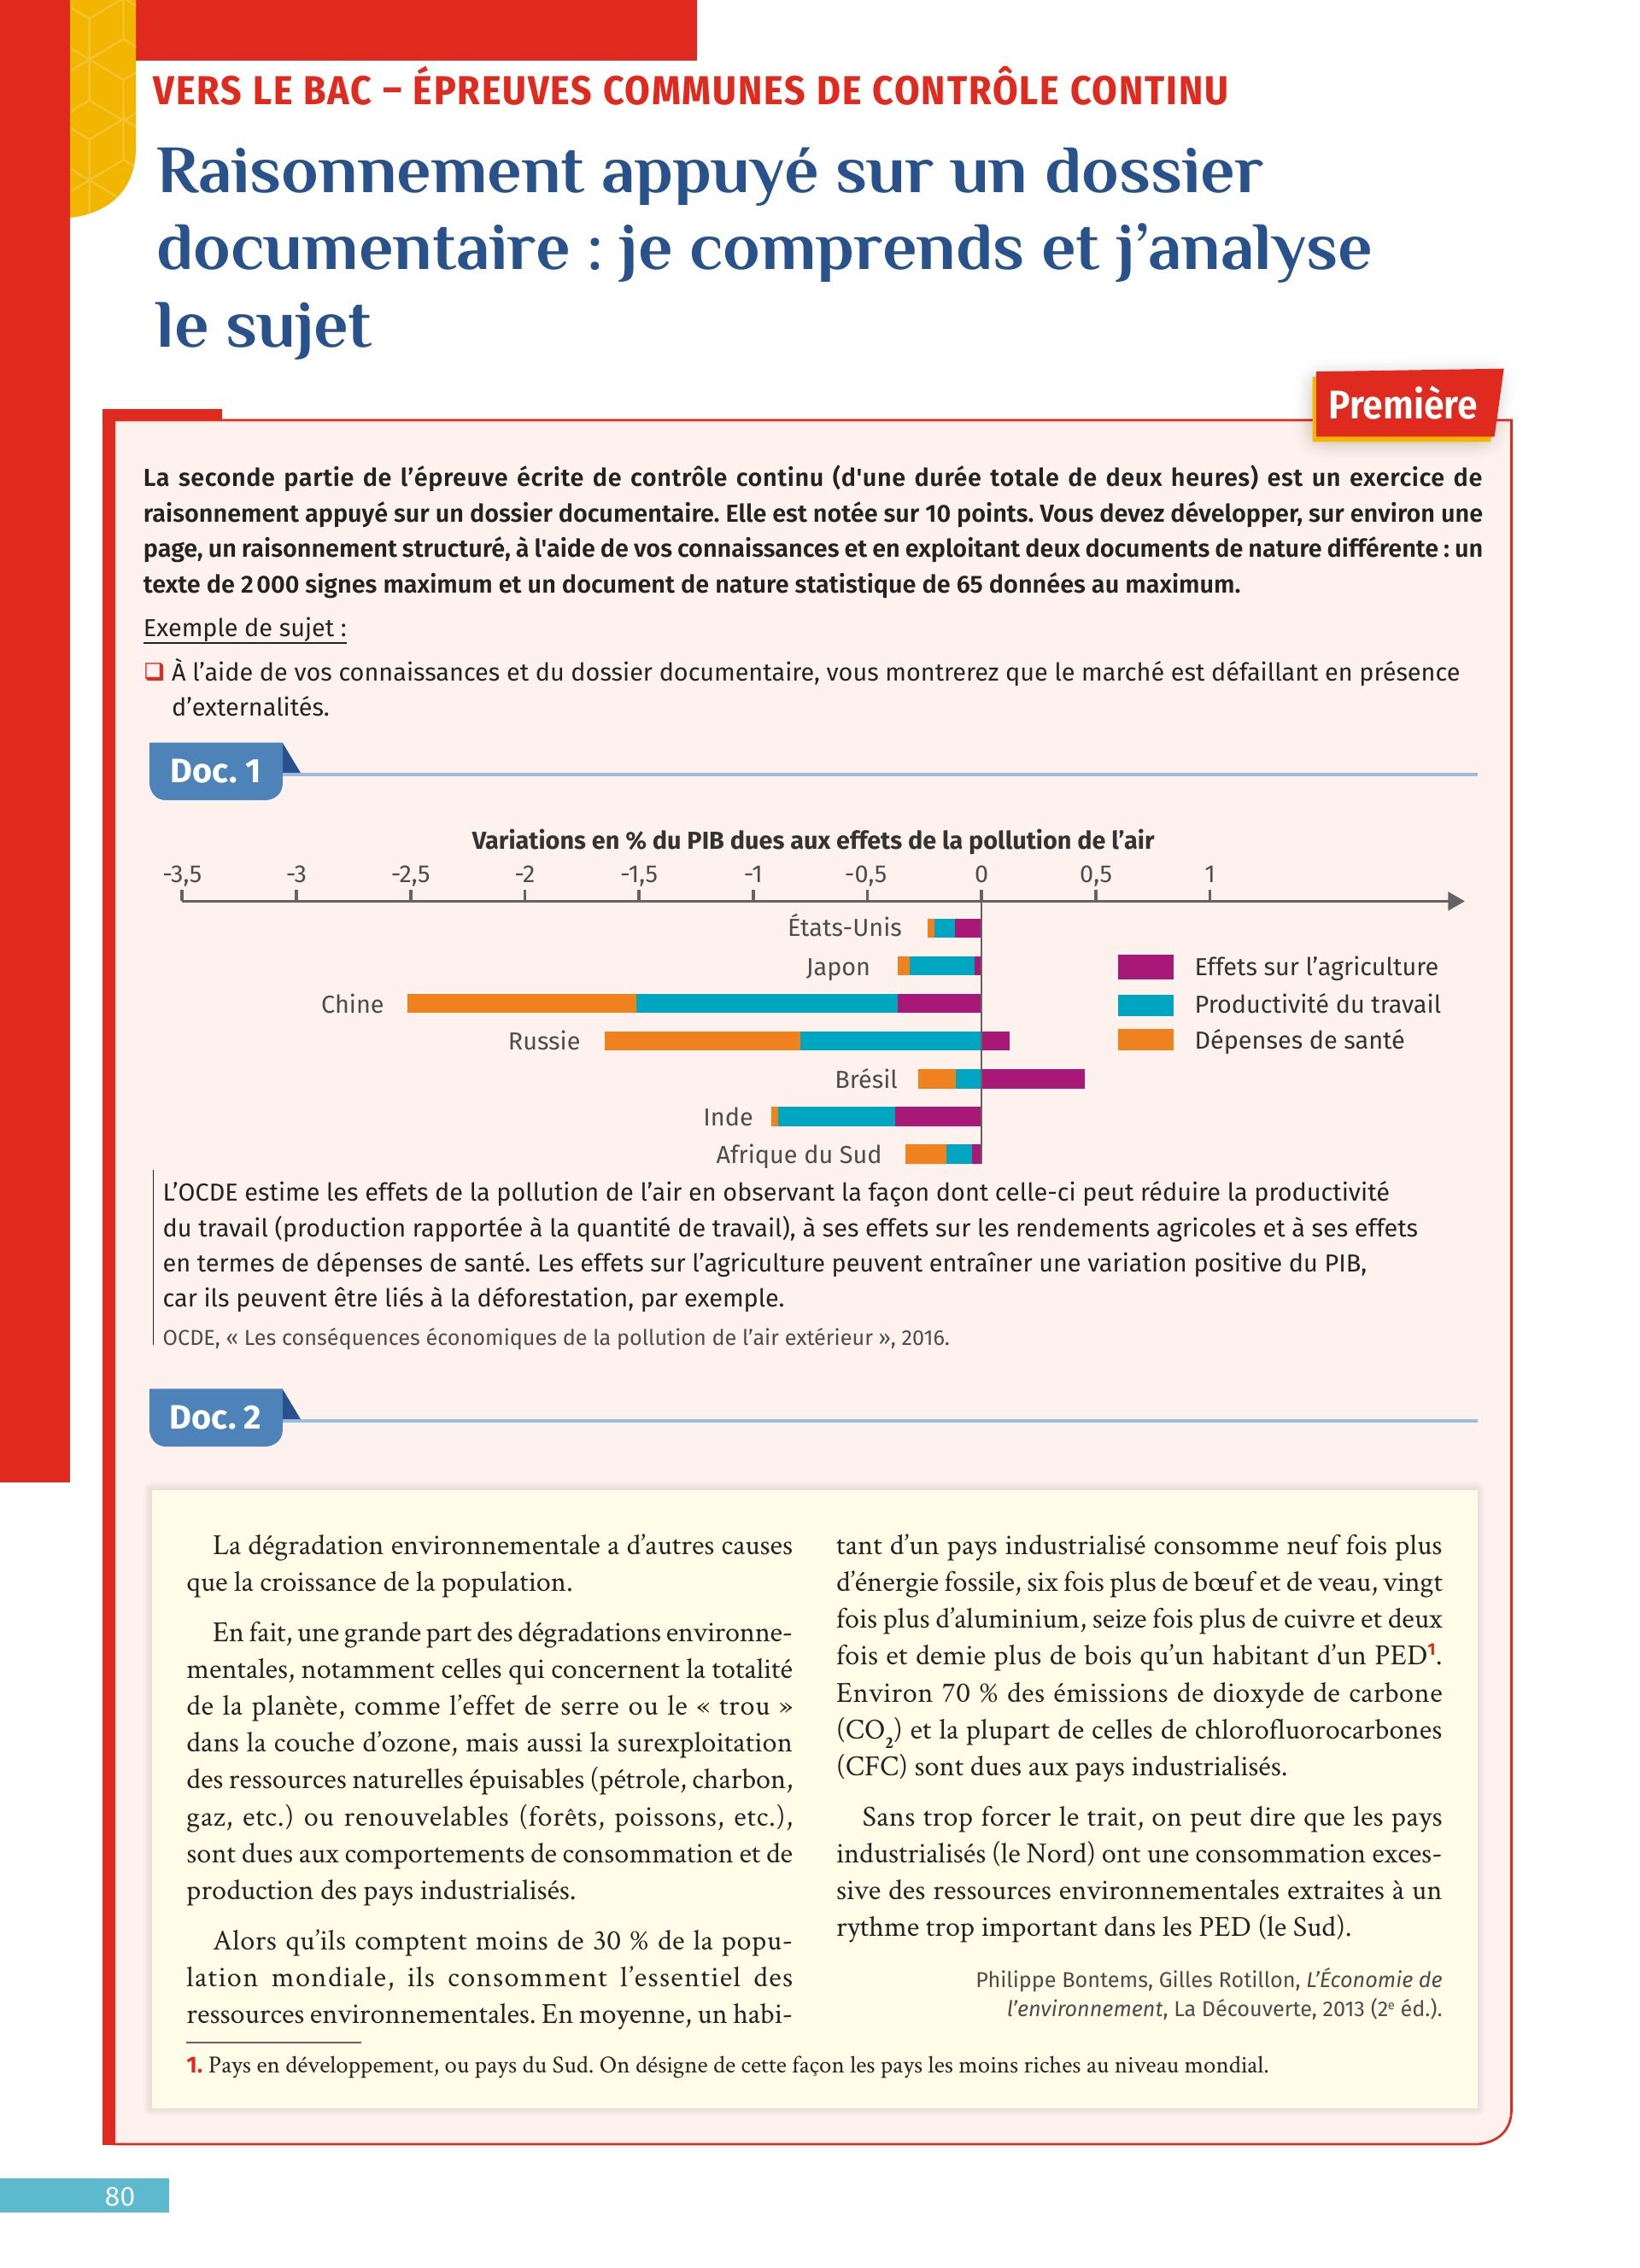 VERS LE BAC – ÉPREUVES COMMUNES DE CONTRÔLE CONTINU
Raisonnement appuyé sur un dossier
documentaire : je comprends et j’analyse
le sujet
Première
La seconde partie de l’épreuve écrite de contrôle continu (d'une durée totale de deux heures) est un exercice de
raisonnement appuyé sur un dossier documentaire. Elle est notée sur 10 points. Vous devez développer, sur environ une
page, un raisonnement structuré, à l'aide de vos connaissances et en exploitant deux documents de nature différente : un
texte de 2 000 signes maximum et un document de nature statistique de 65 données au maximum.
Exemple de sujet :
❑ À l’aide de vos connaissances et du dossier documentaire, vous montrerez que le marché est défaillant en présence
d’externalités.
Doc. 1
Variations en % du PIB dues aux effets de la pollution de l’air
-3,5 -3 -2,5 -2 -1,5 -1 -0,5 0 0,5 1
États-Unis
Japon
Chine
Russie
Brésil
Inde
Afrique du Sud
Effets sur l’agriculture
Productivité du travail
Dépenses de santé
L’OCDE estime les effets de la pollution de l’air en observant la façon dont celle-ci peut réduire la productivité
du travail (production rapportée à la quantité de travail), à ses effets sur les rendements agricoles et à ses effets
en termes de dépenses de santé. Les effets sur l’agriculture peuvent entraîner une variation positive du PIB,
car ils peuvent être liés à la déforestation, par exemple.
OCDE, « Les conséquences économiques de la pollution de l’air extérieur », 2016.
Doc. 2
La dégradation environnementale a d’autres causes
que la croissance de la population.
En fait, une grande part des dégradations environne-
mentales, notamment celles qui concernent la totalité
de la planète, comme l’effet de serre ou le « trou »
dans la couche d’ozone, mais aussi la surexploitation
des ressources naturelles épuisables (pétrole, charbon,
gaz, etc.) ou renouvelables (forêts, poissons, etc.),
sont dues aux comportements de consommation et de
production des pays industrialisés.
Alors qu’ils comptent moins de 30 % de la popu-
lation mondiale, ils consomment l’essentiel des
ressources environnementales. En moyenne, un habi-
tant d’un pays industrialisé consomme neuf fois plus
d’énergie fossile, six fois plus de bœuf et de veau, vingt
fois plus d’aluminium, seize fois plus de cuivre et deux
fois et demie plus de bois qu’un habitant d’un PED¹.
Environ 70 % des émissions de dioxyde de carbone
(CO₂) et la plupart de celles de chlorofluorocarbones
(CFC) sont dues aux pays industrialisés.
Sans trop forcer le trait, on peut dire que les pays
industrialisés (le Nord) ont une consommation exces-
sive des ressources environnementales extraites à un
rythme trop important dans les PED (le Sud).
Philippe Bontems, Gilles Rotillon, L’Économie de
l’environnement, La Découverte, 2013 (2ᵉ éd.).
1. Pays en développement, ou pays du Sud. On désigne de cette façon les pays les moins riches au niveau mondial.
80